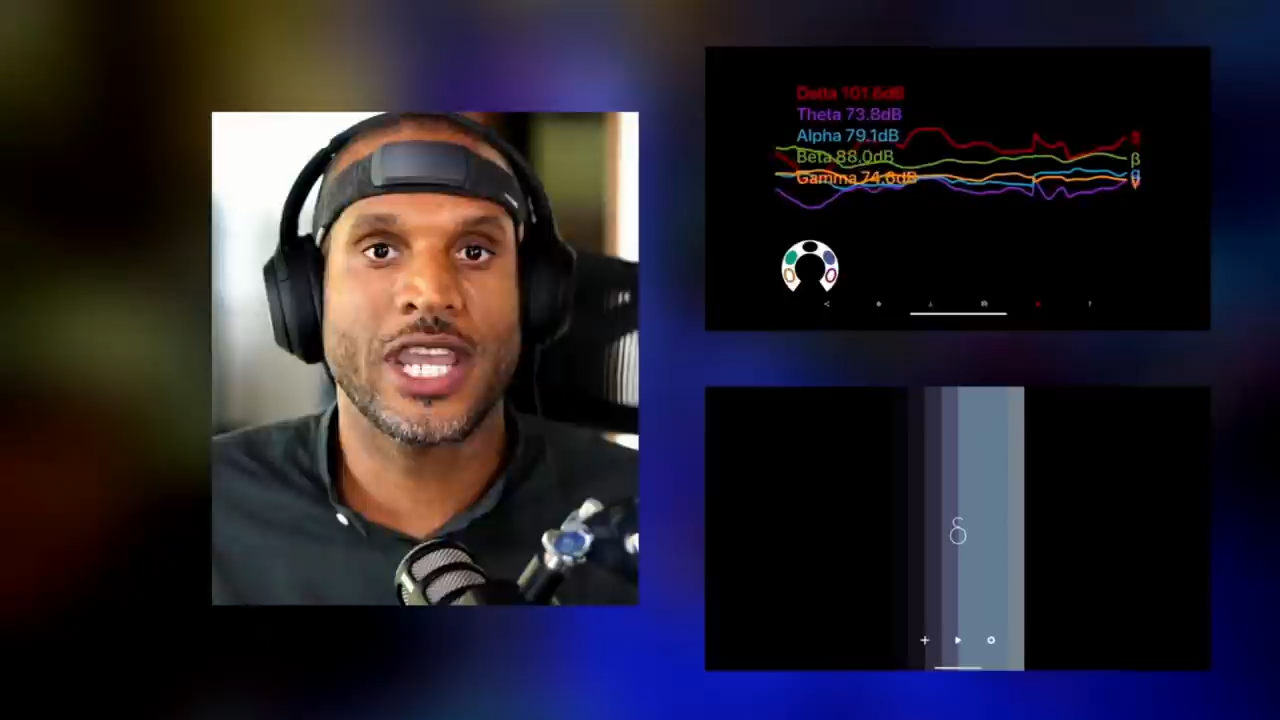 Delta 101.6dB
Theta 73.8dB
Alpha 79.1dB
Beta 88.0dB
Gamma 74.6dB
β
δ